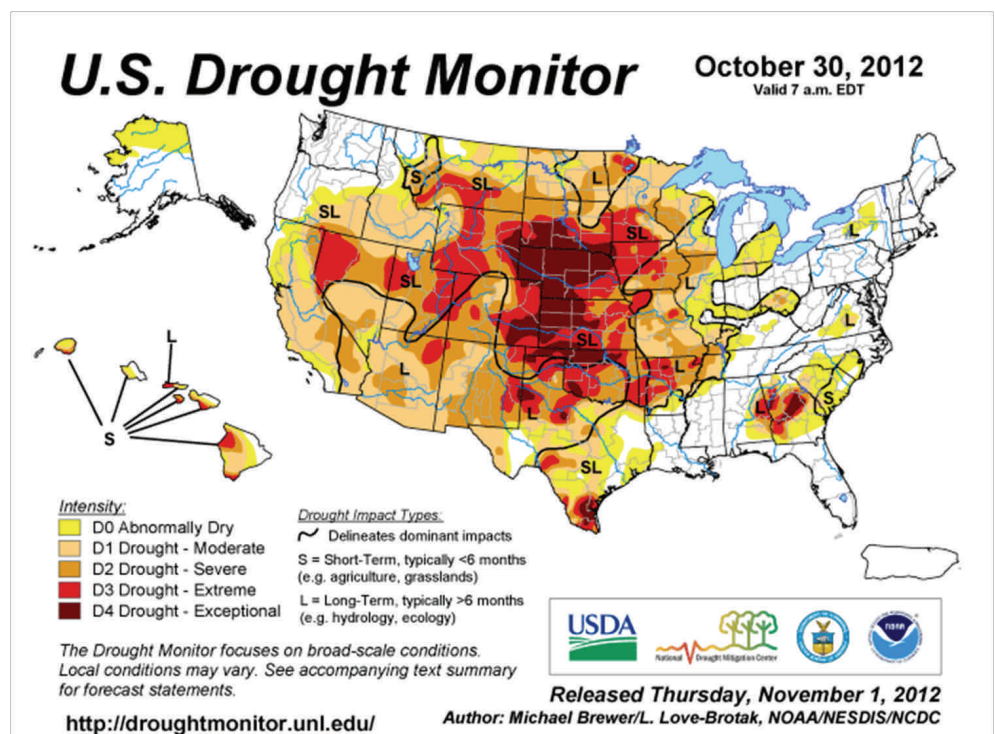 U.S. Drought Monitor
October 30, 2012
Valid 7 a.m. EDT
S
SL
L
SL
SL
L
SL
L
SL
L
SL
L
L
L
L
L
S
SL
L
S
Intensity:
D0 Abnormally Dry
D1 Drought - Moderate
D2 Drought - Severe
D3 Drought - Extreme
D4 Drought - Exceptional
Drought Impact Types:
Delineates dominant impacts
S = Short-Term, typically <6 months
(e.g. agriculture, grasslands)
L = Long-Term, typically >6 months
(e.g. hydrology, ecology)
The Drought Monitor focuses on broad-scale conditions.
Local conditions may vary. See accompanying text summary
for forecast statements.
http://droughtmonitor.unl.edu/
USDA
National Drought Mitigation Center
NOAA
Released Thursday, November 1, 2012
Author: Michael Brewer/L. Love-Brotak, NOAA/NESDIS/NCDC